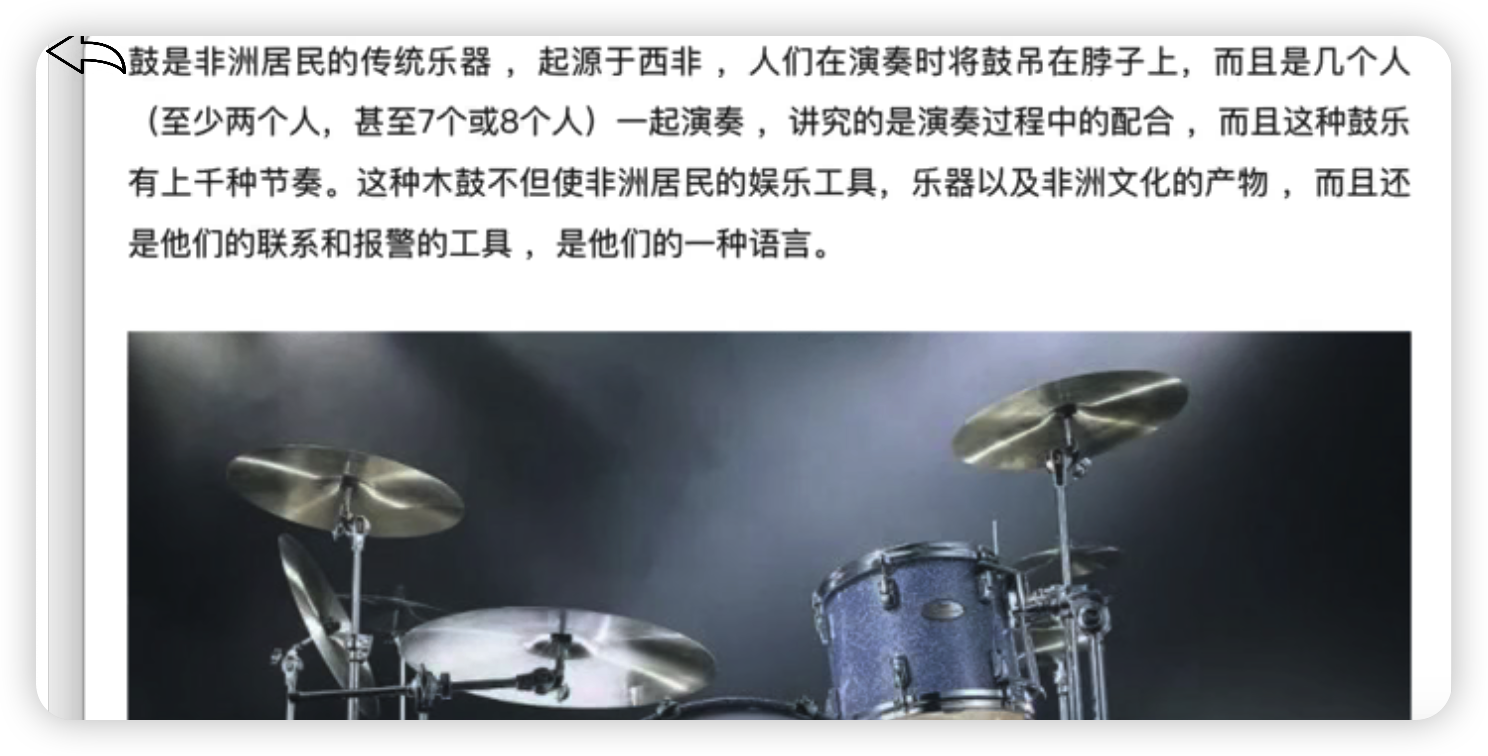 鼓是非洲居民的传统乐器，起源于西非，人们在演奏时将鼓吊在脖子上，而且是几个人
（至少两个人，甚至7个或8个人）一起演奏，讲究的是演奏过程中的配合，而且这种鼓乐
有上千种节奏。这种木鼓不但使非洲居民的娱乐工具，乐器以及非洲文化的产物，而且还
是他们的联系和报警的工具，是他们的一种语言。